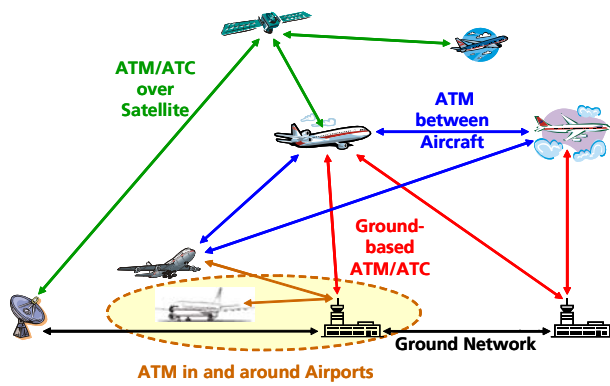 ATM/ATC
over
Satellite
ATM
between
Aircraft
Ground-
based
ATM/ATC
Ground Network
ATM in and around Airports